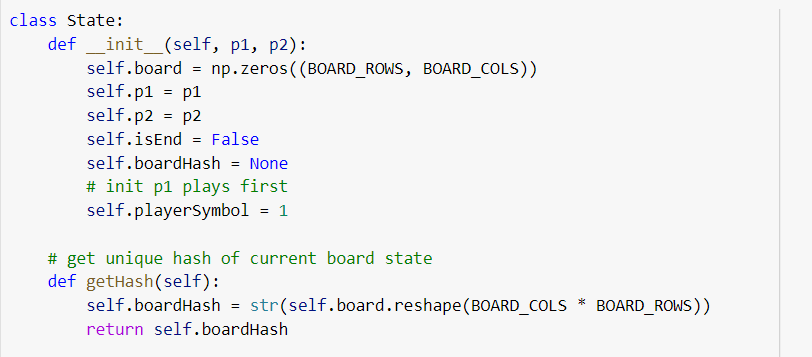 class State:
    def __init__(self, p1, p2):
        self.board = np.zeros((BOARD_ROWS, BOARD_COLS))
        self.p1 = p1
        self.p2 = p2
        self.isEnd = False
        self.boardHash = None
        # init p1 plays first
        self.playerSymbol = 1

    # get unique hash of current board state
    def getHash(self):
        self.boardHash = str(self.board.reshape(BOARD_COLS * BOARD_ROWS))
        return self.boardHash